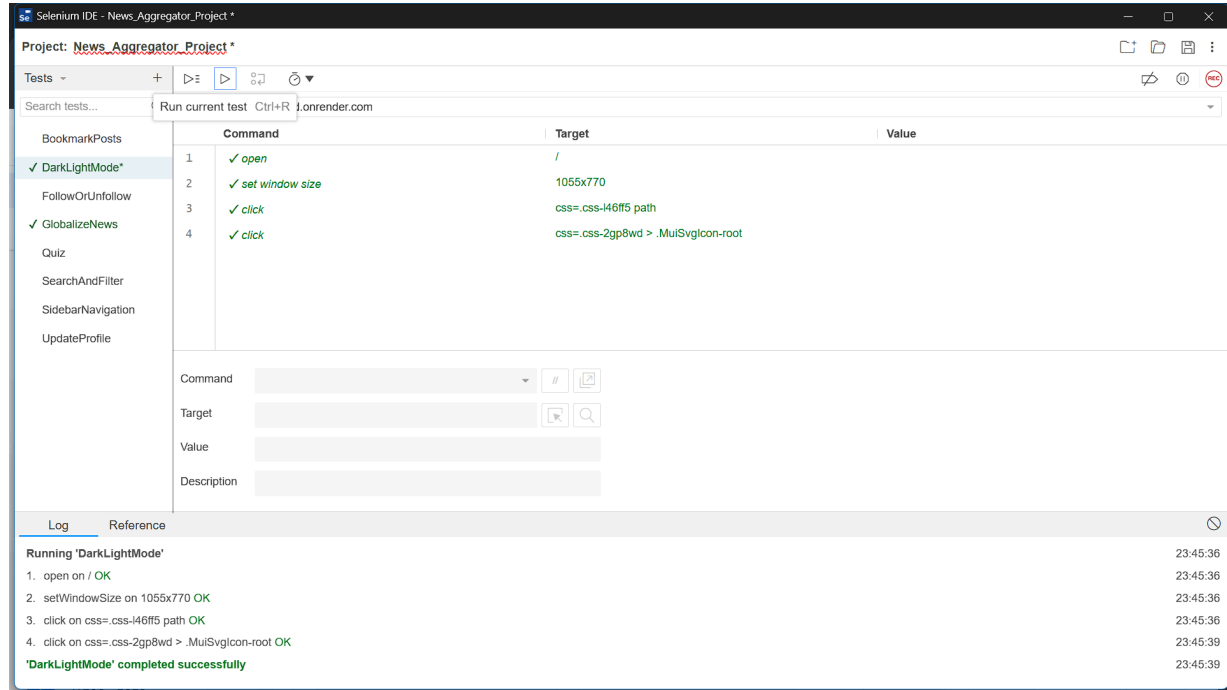 Selenium IDE - News_Aggregator_Project *
Project: News_Aggregator_Project *
Tests
REC
Search tests...
Run current test Ctrl+R
d.onrender.com
Command Target Value
BookmarkPosts
✓ DarkLightMode*
FollowOrUnfollow
✓ GlobalizeNews
Quiz
SearchAndFilter
SidebarNavigation
UpdateProfile
1 ✓ open /
2 ✓ set window size 1055x770
3 ✓ click css=.css-l46ff5 path
4 ✓ click css=.css-2gp8wd > .MuiSvgIcon-root
Command
//
Target
Value
Description
Log Reference
Running 'DarkLightMode' 23:45:36
1. open on / OK 23:45:36
2. setWindowSize on 1055x770 OK 23:45:36
3. click on css=.css-l46ff5 path OK 23:45:36
4. click on css=.css-2gp8wd > .MuiSvgIcon-root OK 23:45:39
'DarkLightMode' completed successfully 23:45:39